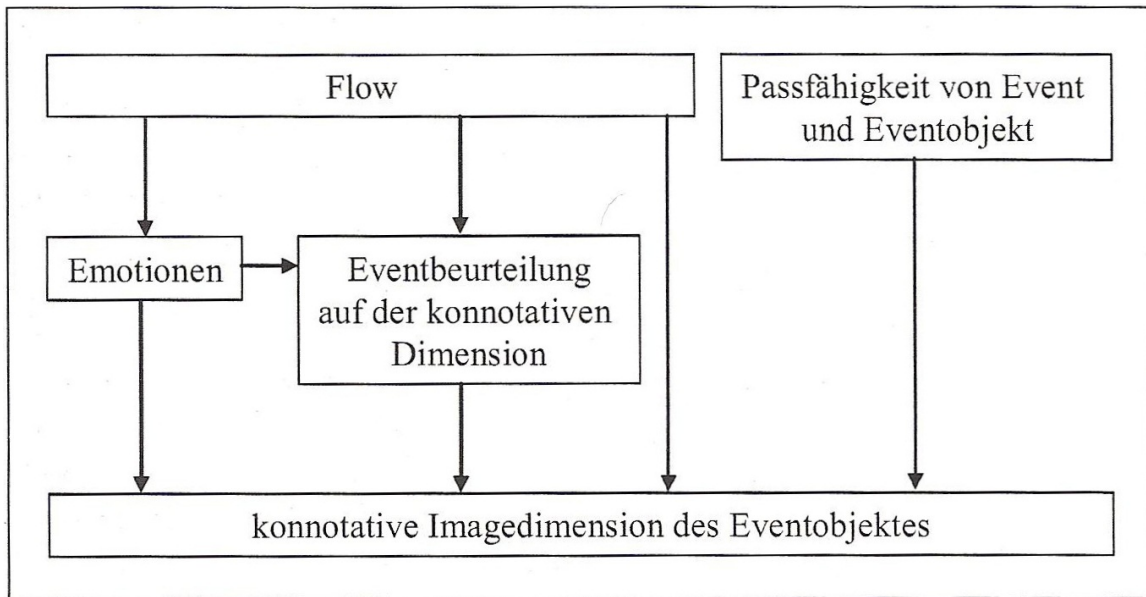 Flow
Passfähigkeit von Event
und Eventobjekt
Emotionen
Eventbeurteilung
auf der konnotativen
Dimension
konnotative Imagedimension des Eventobjektes